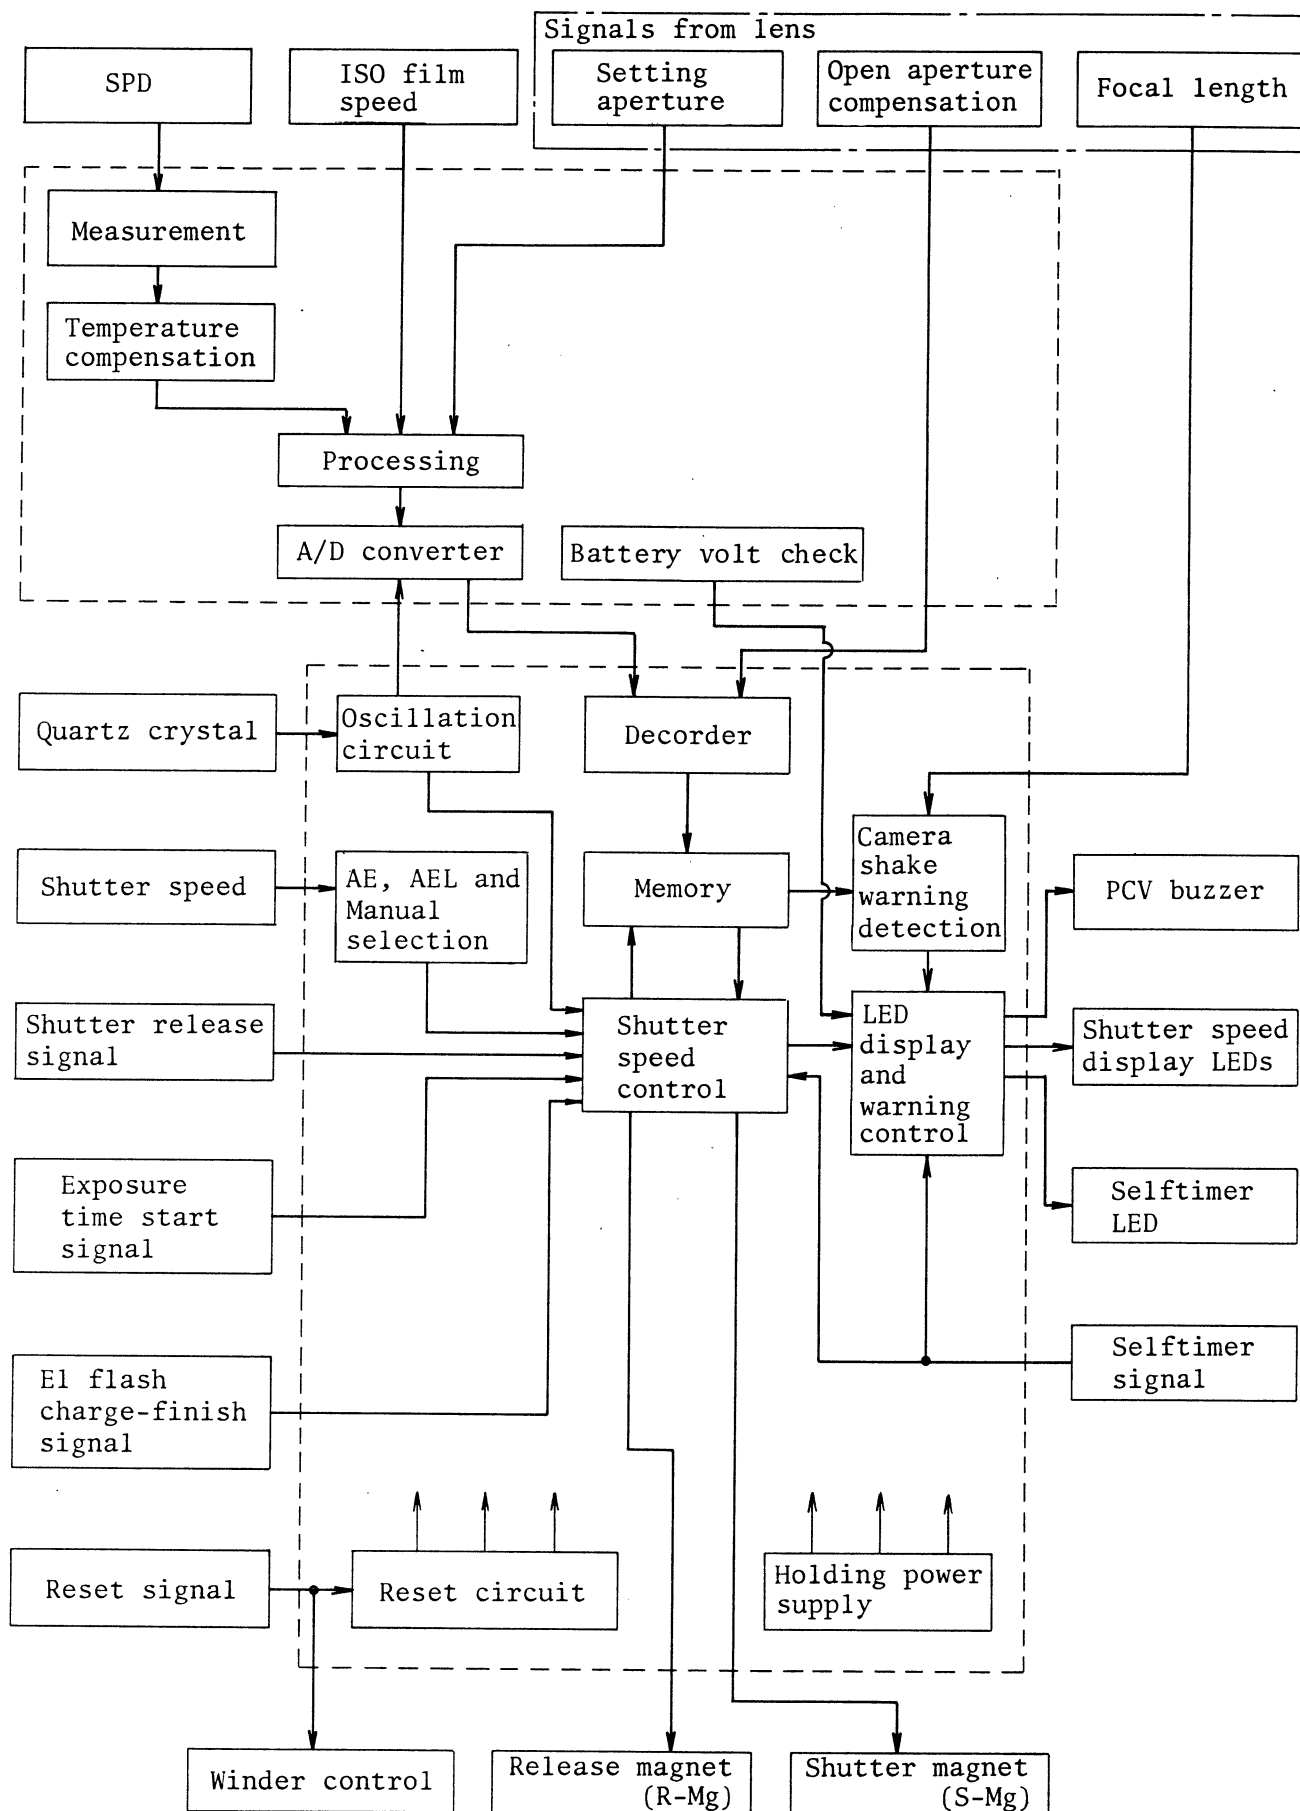 Signals from lens
SPD
ISO film
speed
Setting
aperture
Open aperture
compensation
Focal length
Measurement
Temperature
compensation
Processing
A/D converter
Battery volt check
Quartz crystal
Oscillation
circuit
Decorder
Shutter speed
AE, AEL and
Manual
selection
Memory
Camera
shake
warning
detection
PCV buzzer
Shutter release
signal
Shutter
speed
control
LED
display
and
warning
control
Shutter speed
display LEDs
Exposure
time start
signal
Selftimer
LED
El flash
charge-finish
signal
Selftimer
signal
Reset signal
Reset circuit
Holding power
supply
Winder control
Release magnet
(R-Mg)
Shutter magnet
(S-Mg)